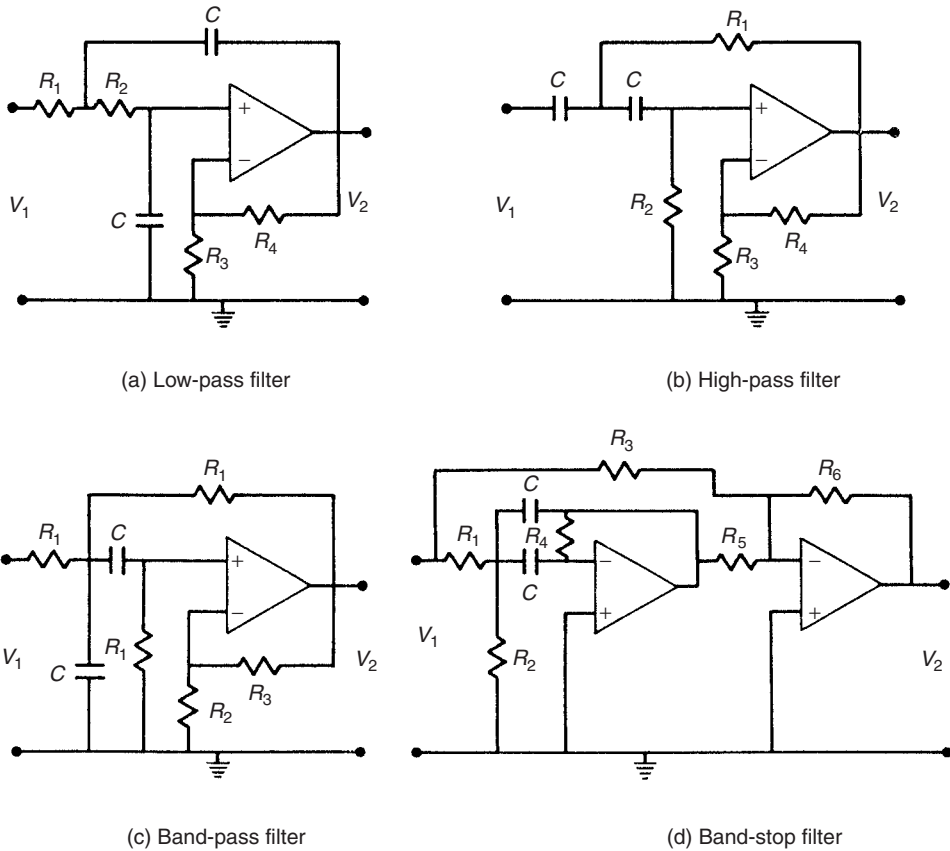 C
R1
R2
+
−
C
V1
V2
R4
R3
(a) Low-pass filter
R1
C
C
+
−
R2
V1
V2
R4
R3
(b) High-pass filter
R1
R1
C
+
−
R1
V1
C
V2
R3
R2
(c) Band-pass filter
R3
R6
C
R1
R4
R5
−
−
C
+
+
V1
R2
V2
(d) Band-stop filter